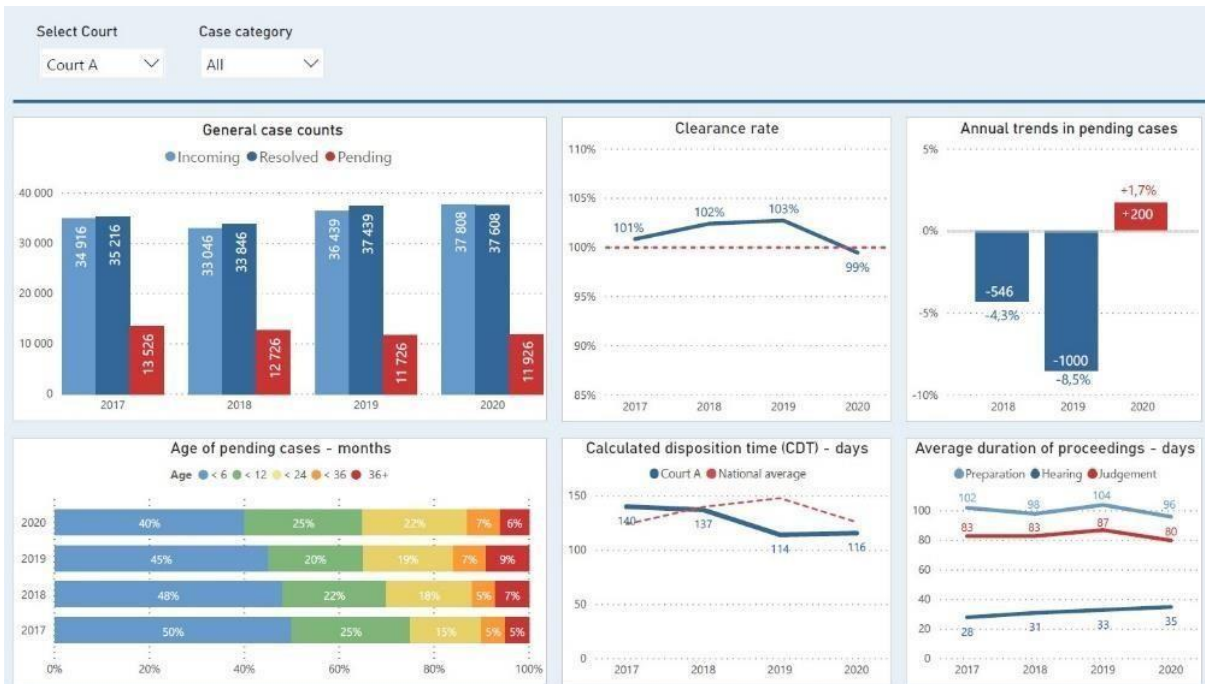 Select Court
Case category
Court A
All
General case counts
Incoming Resolved Pending
40 000
30 000
20 000
10 000
0
34 916
35 216
13 526
33 046
33 846
12 726
36 439
37 439
11 726
37 808
37 608
11 926
2017 2018 2019 2020
Clearance rate
110%
105%
100%
95%
90%
85%
101%
102%
103%
99%
2017 2018 2019 2020
Annual trends in pending cases
5%
0%
-5%
-10%
-546
-4,3%
-1000
-8,5%
+1,7%
+200
2018 2019 2020
Age of pending cases - months
Age < 6 < 12 < 24 < 36 36+
2020 40% 25% 22% 7% 6%
2019 45% 20% 19% 7% 9%
2018 48% 22% 18% 5% 7%
2017 50% 25% 15% 5% 5%
0% 20% 40% 60% 80% 100%
Calculated disposition time (CDT) - days
Court A National average
150
100
50
0
140
137
114
116
2017 2018 2019 2020
Average duration of proceedings - days
Preparation Hearing Judgement
100
80
60
40
20
0
102 98 104 96
83 83 87 80
28 31 33 35
2017 2018 2019 2020